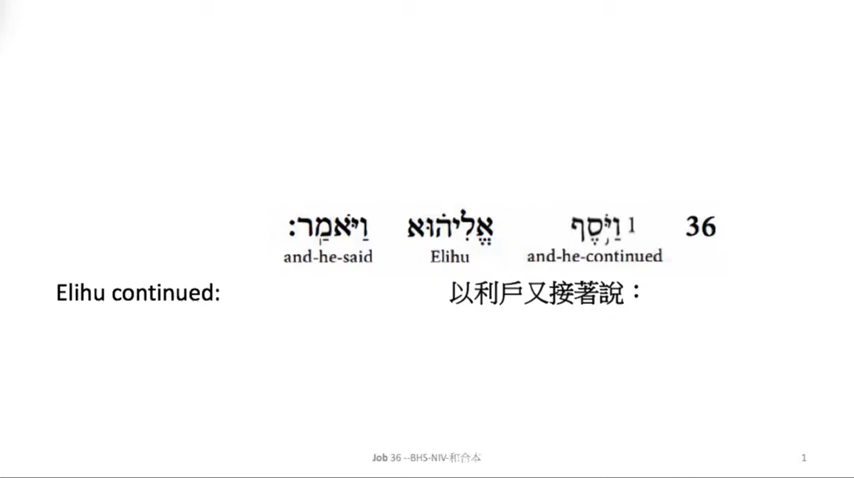 36 1 וַיֹּ֥סֶף אֱלִיה֗וּא וַיֹּאמַֽר׃
and-he-continued Elihu and-he-said
Elihu continued: 以利戶又接著說：
Job 36 --BHS-NIV-和合本 1